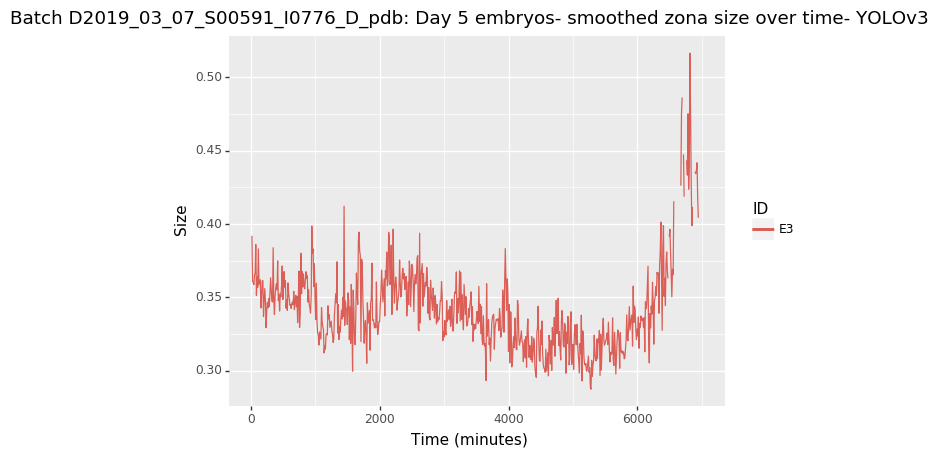 Batch D2019_03_07_S00591_I0776_D_pdb: Day 5 embryos- smoothed zona size over time- YOLOv3
0.50
0.45
0.40
0.35
0.30
Size
0
2000
4000
6000
Time (minutes)
ID
E3